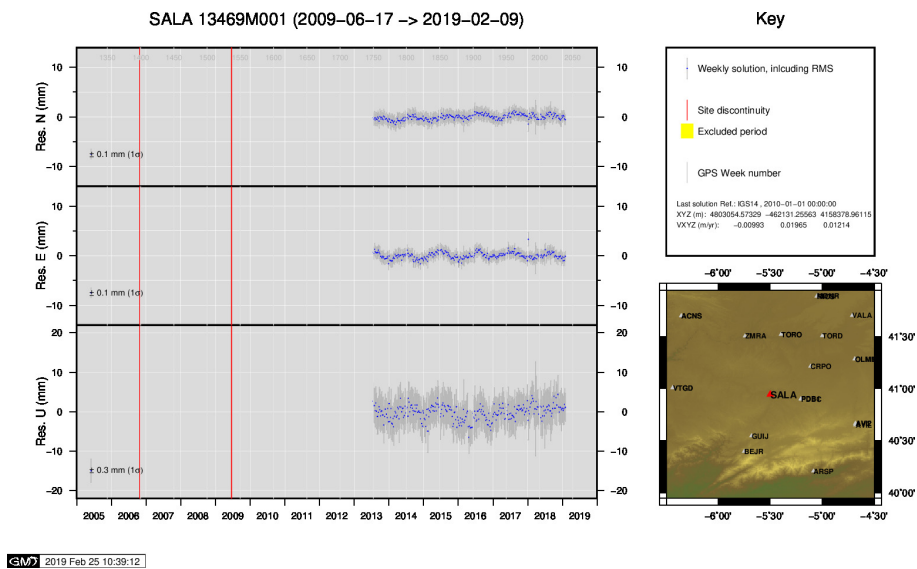 SALA 13469M001 (2009−06−17 −> 2019−02−09)
Key
1350 1400 1450 1500 1550 1600 1650 1700 1750 1800 1850 1900 1950 2000 2050
Res. N (mm)
10
0
−10
10
0
−10
± 0.1 mm (1σ)
Res. E (mm)
10
0
−10
10
0
−10
± 0.1 mm (1σ)
Res. U (mm)
20
10
0
−10
−20
20
10
0
−10
−20
± 0.3 mm (1σ)
2005 2006 2007 2008 2009 2010 2011 2012 2013 2014 2015 2016 2017 2018 2019
Weekly solution, inlcuding RMS
Site discontinuity
Excluded period
GPS Week number
Last solution Ref.: IGS14 , 2010−01−01 00:00:00
XYZ (m): 4803054.57329 −462131.25563 4158378.96115
VXYZ (m/yr): −0.00993 0.01965 0.01214
−6˚00' −5˚30' −5˚00' −4˚30'
ACNS
VALA
ZMRA
TORO
TORD
41˚30'
CRPO
OLMI
VTGD
41˚00'
SALA
GUIJ
40˚30'
BEJR
ARSP
40˚00'
−6˚00' −5˚30' −5˚00' −4˚30'
GMT 2019 Feb 25 10:39:12